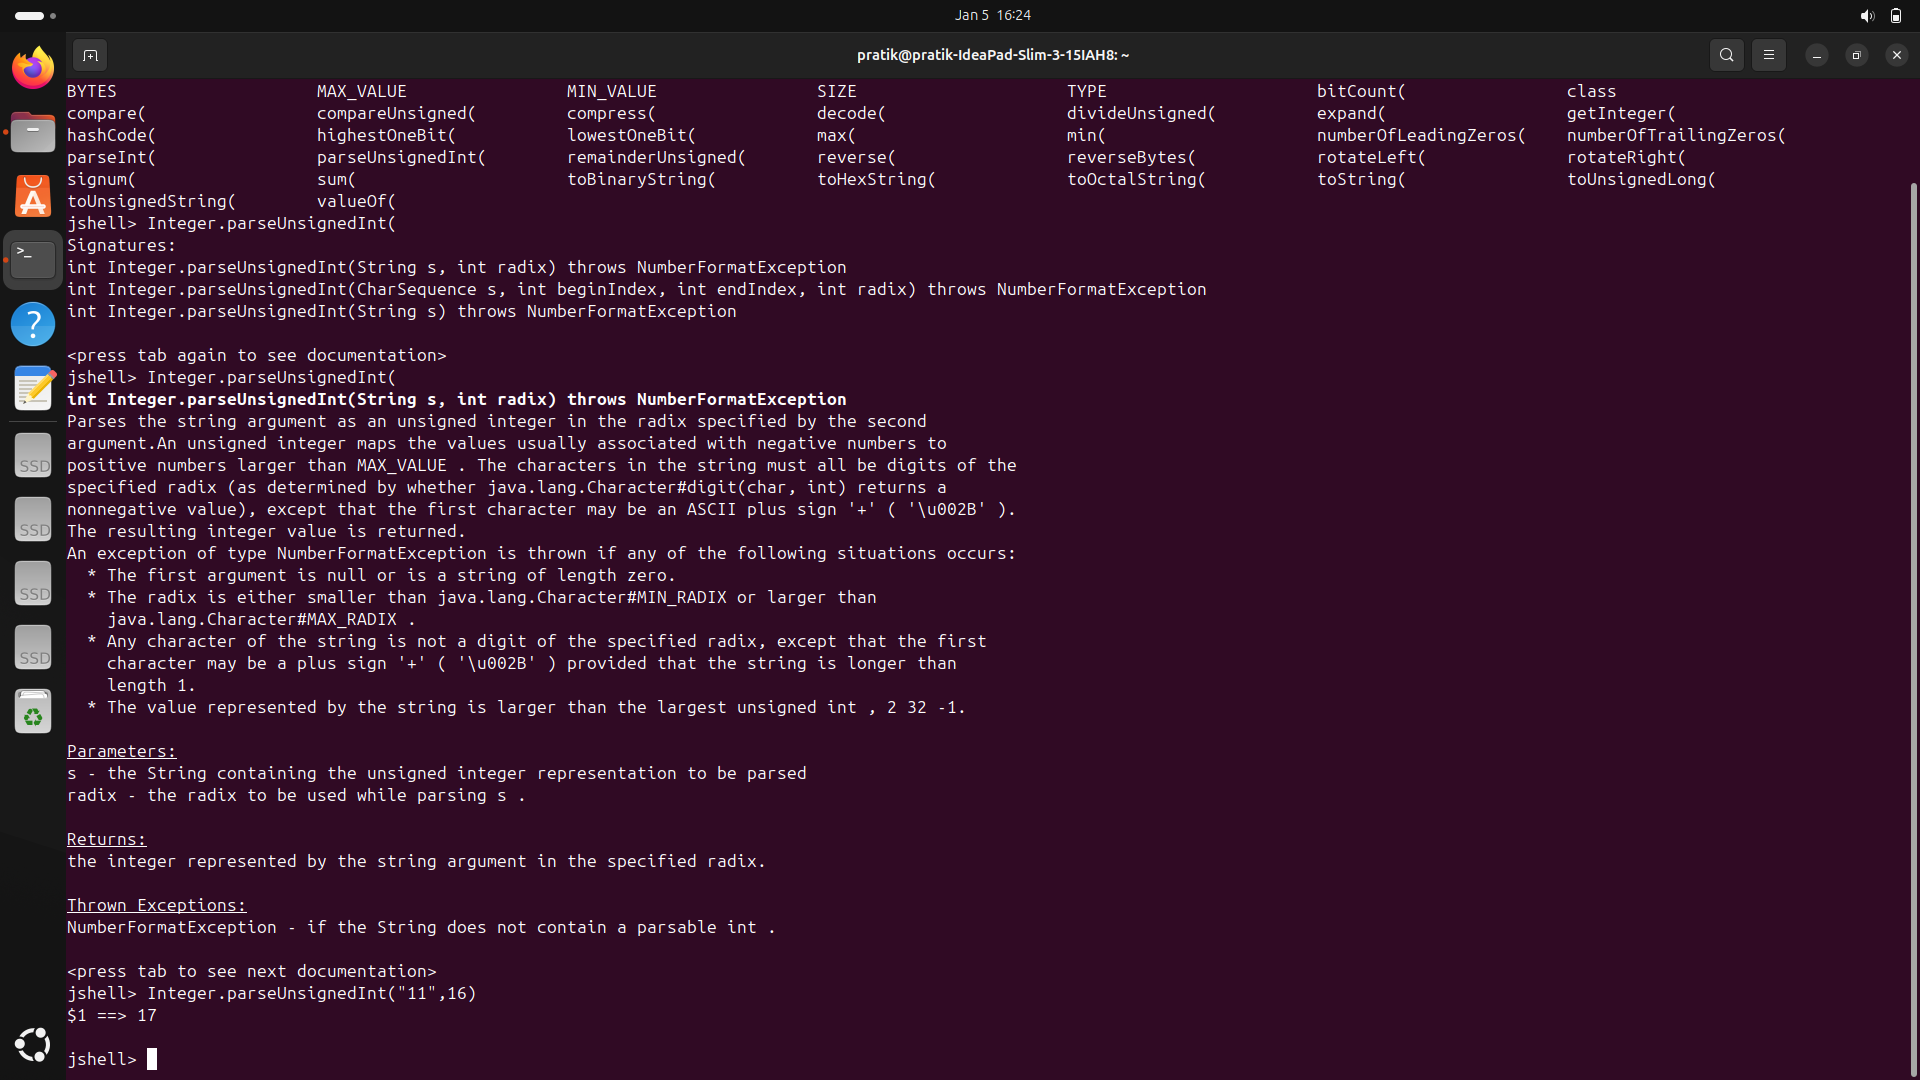 Jan 5  16:24
pratik@pratik-IdeaPad-Slim-3-15IAH8: ~
BYTES MAX_VALUE MIN_VALUE SIZE TYPE bitCount( class
compare( compareUnsigned( compress( decode( divideUnsigned( expand( getInteger(
hashCode( highestOneBit( lowestOneBit( max( min( numberOfLeadingZeros( numberOfTrailingZeros(
parseInt( parseUnsignedInt( remainderUnsigned( reverse( reverseBytes( rotateLeft( rotateRight(
signum( sum( toBinaryString( toHexString( toOctalString( toString( toUnsignedLong(
toUnsignedString( valueOf(
jshell> Integer.parseUnsignedInt(
Signatures:
int Integer.parseUnsignedInt(String s, int radix) throws NumberFormatException
int Integer.parseUnsignedInt(CharSequence s, int beginIndex, int endIndex, int radix) throws NumberFormatException
int Integer.parseUnsignedInt(String s) throws NumberFormatException
<press tab again to see documentation>
jshell> Integer.parseUnsignedInt(
int Integer.parseUnsignedInt(String s, int radix) throws NumberFormatException
Parses the string argument as an unsigned integer in the radix specified by the second
argument.An unsigned integer maps the values usually associated with negative numbers to
positive numbers larger than MAX_VALUE . The characters in the string must all be digits of the
specified radix (as determined by whether java.lang.Character#digit(char, int) returns a
nonnegative value), except that the first character may be an ASCII plus sign '+' ( '\u002B' ).
The resulting integer value is returned.
An exception of type NumberFormatException is thrown if any of the following situations occurs:
* The first argument is null or is a string of length zero.
* The radix is either smaller than java.lang.Character#MIN_RADIX or larger than
java.lang.Character#MAX_RADIX .
* Any character of the string is not a digit of the specified radix, except that the first
character may be a plus sign '+' ( '\u002B' ) provided that the string is longer than
length 1.
* The value represented by the string is larger than the largest unsigned int , 2 32 -1.
Parameters:
s - the String containing the unsigned integer representation to be parsed
radix - the radix to be used while parsing s .
Returns:
the integer represented by the string argument in the specified radix.
Thrown Exceptions:
NumberFormatException - if the String does not contain a parsable int .
<press tab to see next documentation>
jshell> Integer.parseUnsignedInt("11",16)
$1 ==> 17
jshell>
>_
?
SSD
SSD
SSD
SSD